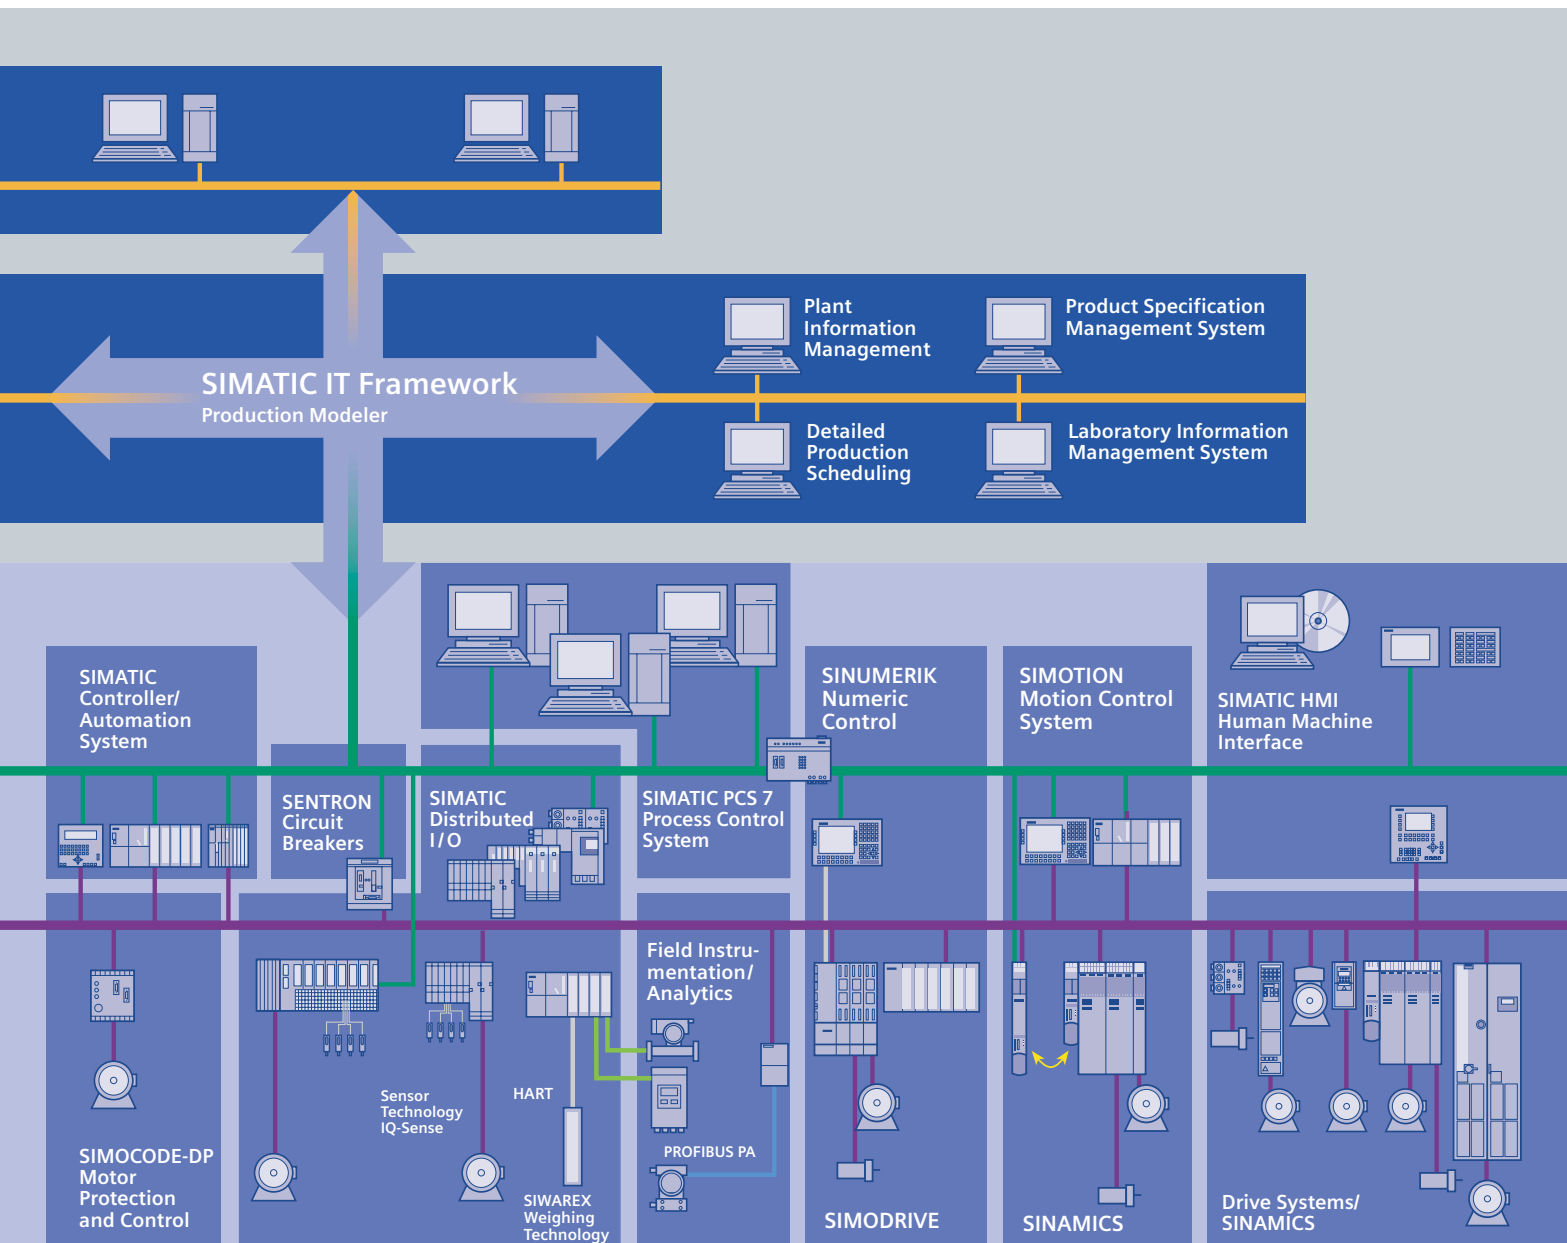 Plant
Information
Management
Product Specification
Management System
SIMATIC IT Framework
Production Modeler
Detailed
Production
Scheduling
Laboratory Information
Management System
SIMATIC
Controller/
Automation
System
SINUMERIK
Numeric
Control
SIMOTION
Motion Control
System
SIMATIC HMI
Human Machine
Interface
SENTRON
Circuit
Breakers
SIMATIC
Distributed
I/O
SIMATIC PCS 7
Process Control
System
Field Instru-
mentation/
Analytics
Sensor
Technology
IQ-Sense
HART
PROFIBUS PA
SIMOCODE-DP
Motor
Protection
and Control
SIWAREX
Weighing
Technology
SIMODRIVE
SINAMICS
Drive Systems/
SINAMICS